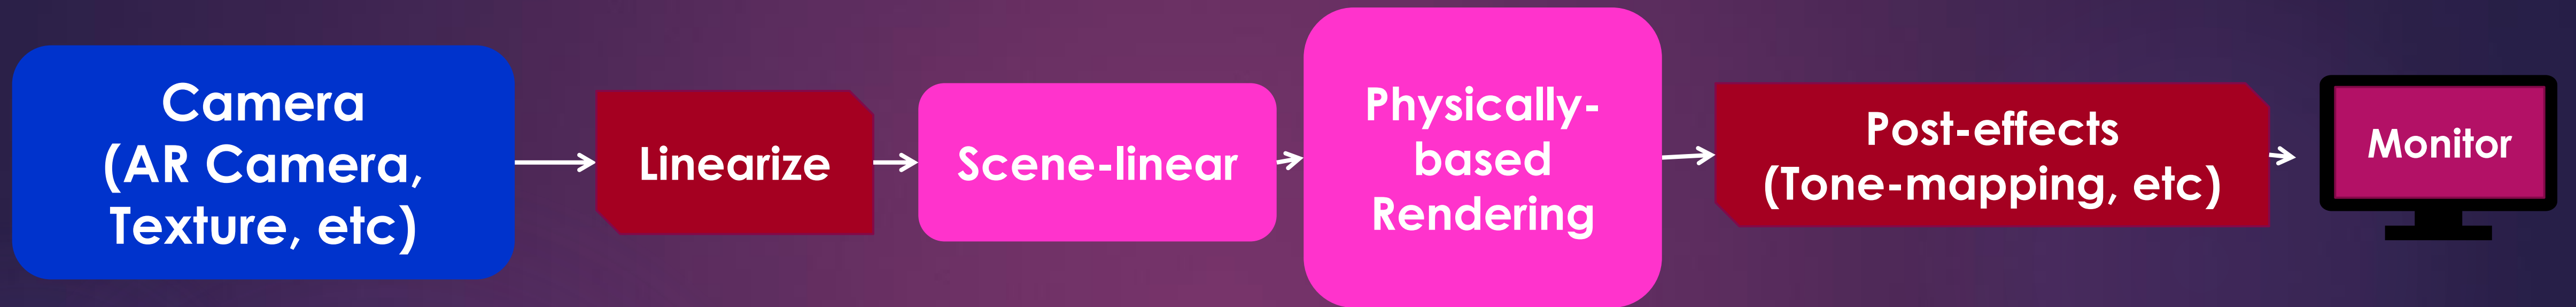 Camera
(AR Camera,
Texture, etc)
Linearize
Scene-linear
Physically-
based
Rendering
Post-effects
(Tone-mapping, etc)
Monitor